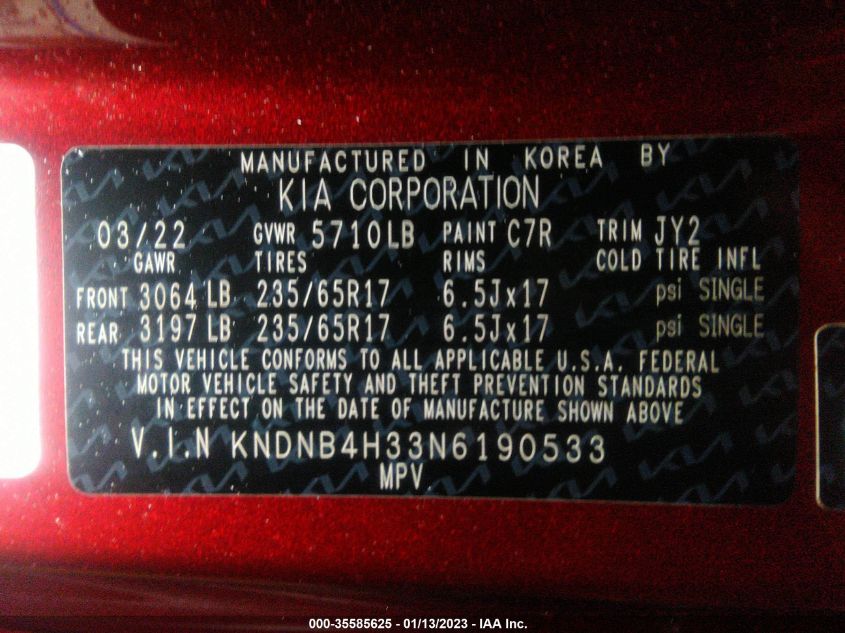 MANUFACTURED IN KOREA BY
KIA CORPORATION
03/22 GVWR 5710LB PAINT C7R TRIM JY2
GAWR TIRES RIMS COLD TIRE INFL
FRONT 3064 LB 235/65R17 6.5Jx17 psi SINGLE
REAR 3197 LB 235/65R17 6.5Jx17 psi SINGLE
THIS VEHICLE CONFORMS TO ALL APPLICABLE U.S.A. FEDERAL
MOTOR VEHICLE SAFETY AND THEFT PREVENTION STANDARDS
IN EFFECT ON THE DATE OF MANUFACTURE SHOWN ABOVE
V.I.N KNDNB4H33N6190533
MPV
000-35585625 - 01/13/2023 - IAA Inc.